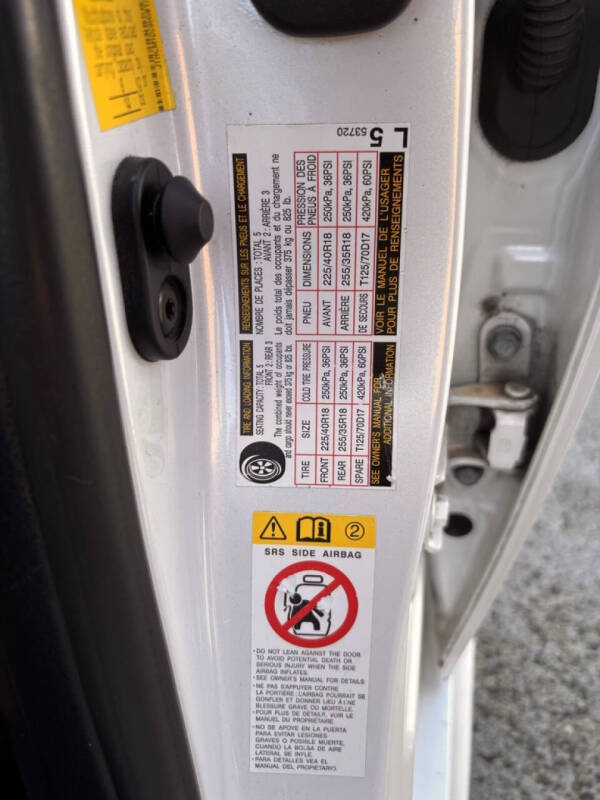 TIRE AND LOADING INFORMATION
SEATING CAPACITY: TOTAL 5
FRONT 2: REAR 3
The combined weight of occupants
and cargo should never exceed 375 kg or 825 lbs.
TIRE SIZE COLD TIRE PRESSURE
FRONT 225/40R18 250kPa, 36PSI
REAR 255/35R18 250kPa, 36PSI
SPARE T125/70D17 420kPa, 60PSI
SEE OWNER'S MANUAL FOR
ADDITIONAL INFORMATION
RENSEIGNEMENTS SUR LES PNEUS ET LE CHARGEMENT
NOMBRE DE PLACES : TOTAL 5
AVANT 2: ARRIÈRE 3
Le poids total des occupants et du chargement ne
doit jamais dépasser 375 kg ou 825 lb.
PNEU DIMENSIONS PRESSION DES
PNEUS À FROID
AVANT 225/40R18 250kPa, 36PSI
ARRIÈRE 255/35R18 250kPa, 36PSI
DE SECOURS T125/70D17 420kPa, 60PSI
VOIR LE MANUEL DE L'USAGER
POUR PLUS DE RENSEIGNEMENTS
L 5
53720
2
SRS SIDE AIRBAG
•DO NOT LEAN AGAINST THE DOOR
TO AVOID POTENTIAL DEATH OR
SERIOUS INJURY WHEN THE SIDE
AIRBAG INFLATES.
•SEE OWNER'S MANUAL FOR DETAILS.
•NE PAS S'APPUYER CONTRE
LA PORTIÈRE; L'AIRBAG POURRAIT SE
GONFLER ET DONNER LIEU À UNE
BLESSURE GRAVE OU MORTELLE.
•POUR PLUS DE DÉTAILS, VOIR LE
MANUEL DU PROPRIETAIRE.
•NO SE APOYE EN LA PUERTA
PARA EVITAR LESIONES
GRAVES O POSIBLE MUERTE,
CUANDO LA BOLSA DE AIRE
LATERAL SE INFLE.
•PARA DETALLES VEA EL
MANUAL DEL PROPIETARIO.